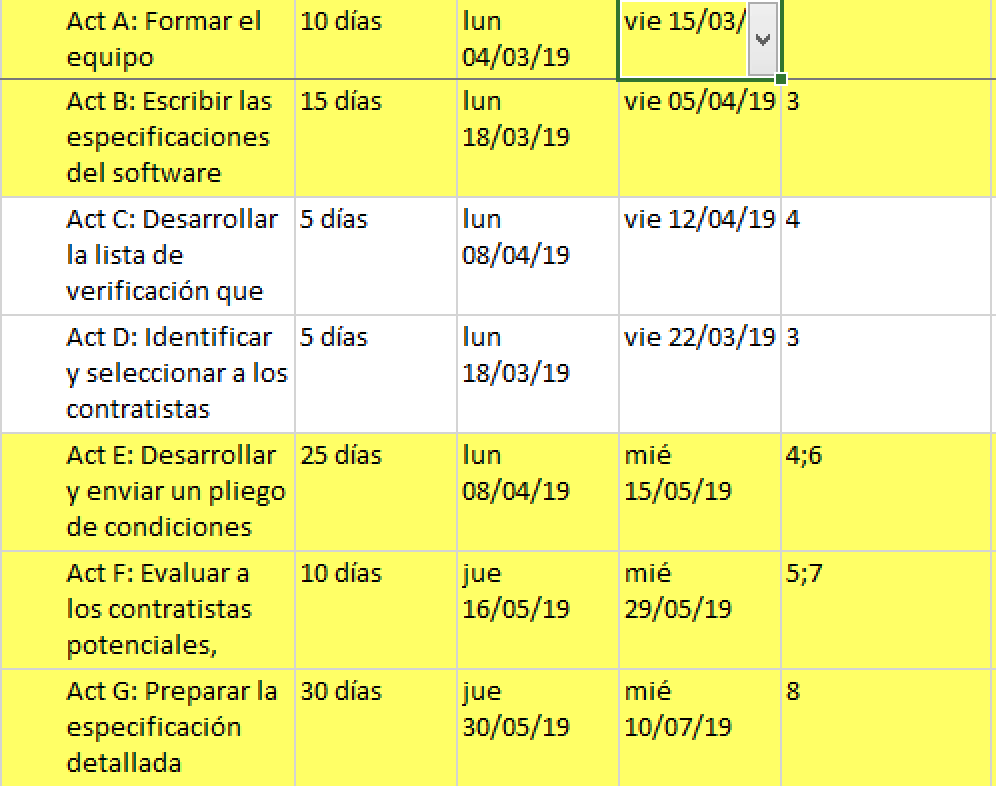 Act A: Formar el equipo 10 días lun 04/03/19 vie 15/03/
Act B: Escribir las especificaciones del software 15 días lun 18/03/19 vie 05/04/19 3
Act C: Desarrollar la lista de verificación que 5 días lun 08/04/19 vie 12/04/19 4
Act D: Identificar y seleccionar a los contratistas 5 días lun 18/03/19 vie 22/03/19 3
Act E: Desarrollar y enviar un pliego de condiciones 25 días lun 08/04/19 mié 15/05/19 4;6
Act F: Evaluar a los contratistas potenciales, 10 días jue 16/05/19 mié 29/05/19 5;7
Act G: Preparar la especificación detallada 30 días jue 30/05/19 mié 10/07/19 8